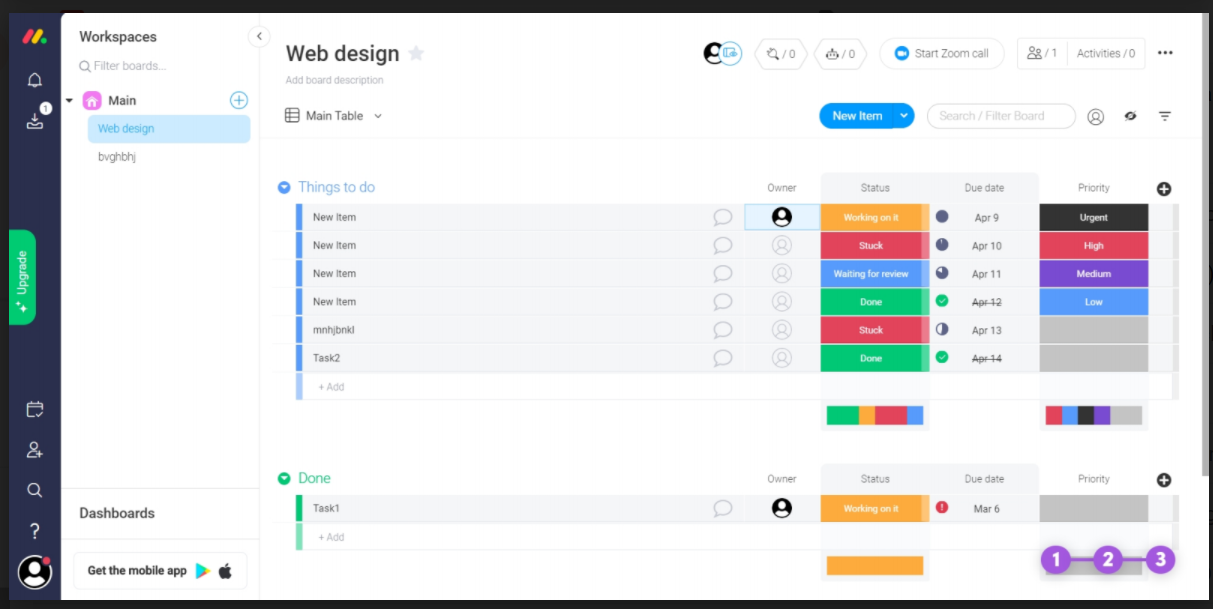 Workspaces
Filter boards...
Main
Web design
bvghbhj
1
Upgrade
Dashboards
Get the mobile app
Web design
Add board description
/ 0
/ 0
Start Zoom call
/ 1
Activities / 0
Main Table
New Item
Search / Filter Board
Things to do Owner Status Due date Priority
New Item Working on it Apr 9 Urgent
New Item Stuck Apr 10 High
New Item Waiting for review Apr 11 Medium
New Item Done Apr 12 Low
mnhjbnkl Stuck Apr 13
Task2 Done Apr 14
+ Add
Done Owner Status Due date Priority
Task1 Working on it Mar 6
+ Add
1 2 3